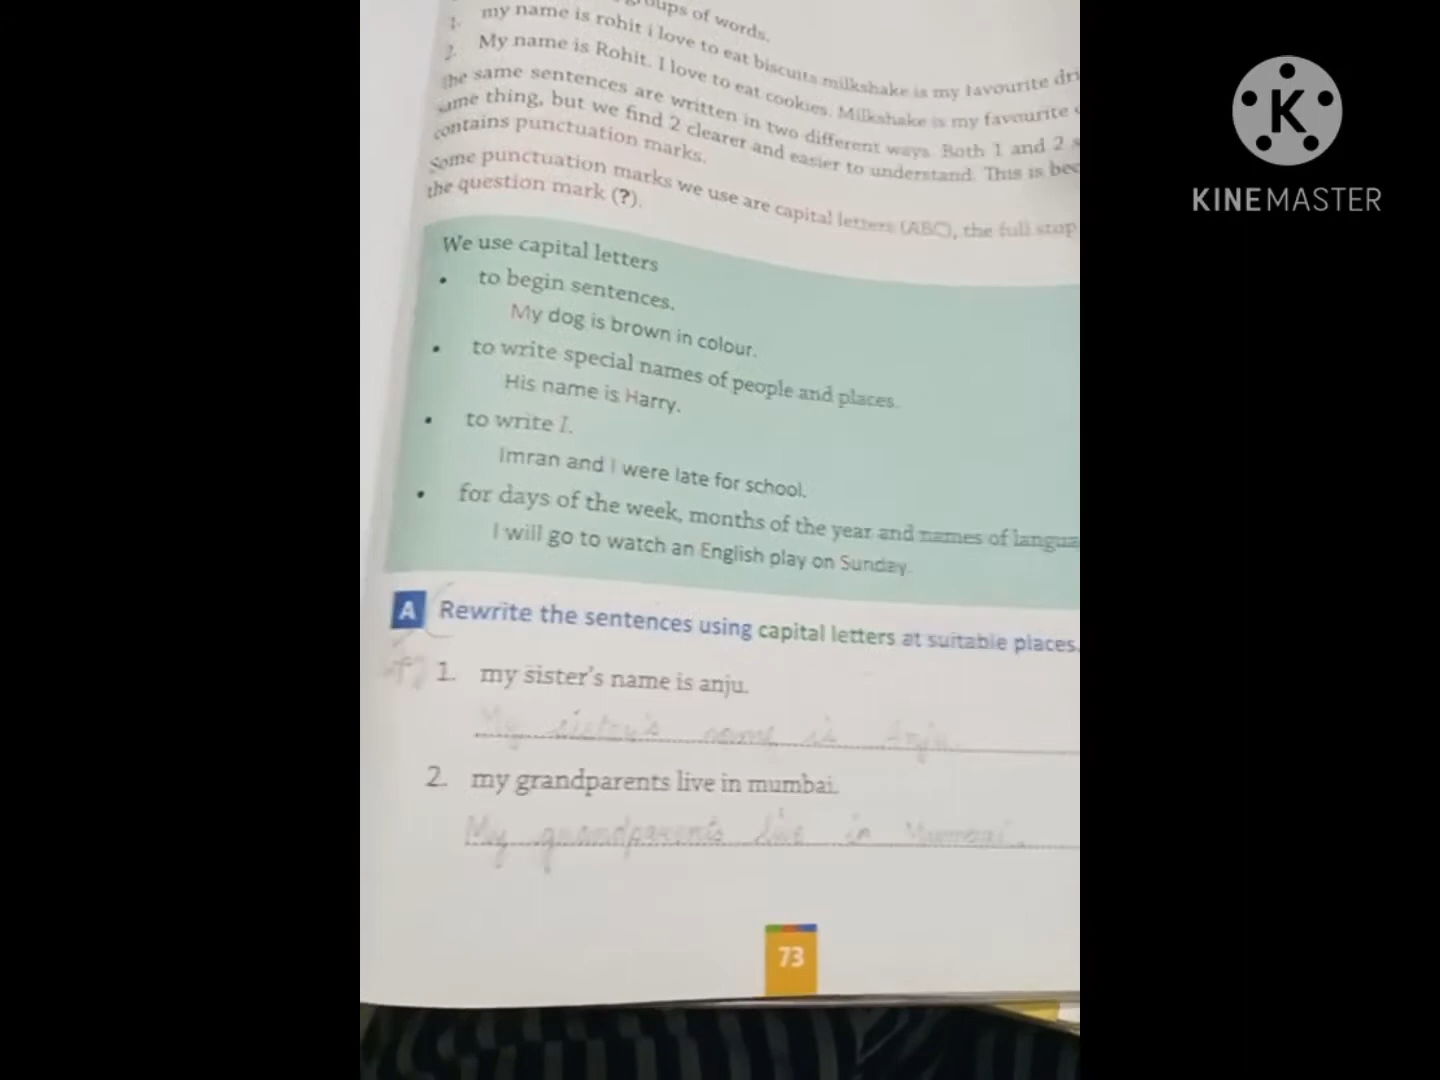 groups of words.
1. my name is rohit i love to eat biscuits milkshake is my favourite
2. My name is Rohit. I love to eat cookies. Milkshake is my favourite
the same sentences are written in two different ways. Both 1 and 2
same thing, but we find 2 clearer and easier to understand. This is
contains punctuation marks.
Some punctuation marks we use are capital letters (ABC), the full stop
the question mark (?).
We use capital letters
• to begin sentences.
My dog is brown in colour.
• to write special names of people and places.
His name is Harry.
• to write I.
Imran and I were late for school.
• for days of the week, months of the year and names of
I will go to watch an English play on Sunday.
A Rewrite the sentences using capital letters at suitable places.
1. my sister's name is anju.
My sister's name is Anju.
2. my grandparents live in mumbai.
My grandparents live in Mumbai.
73
K
KINEMASTER